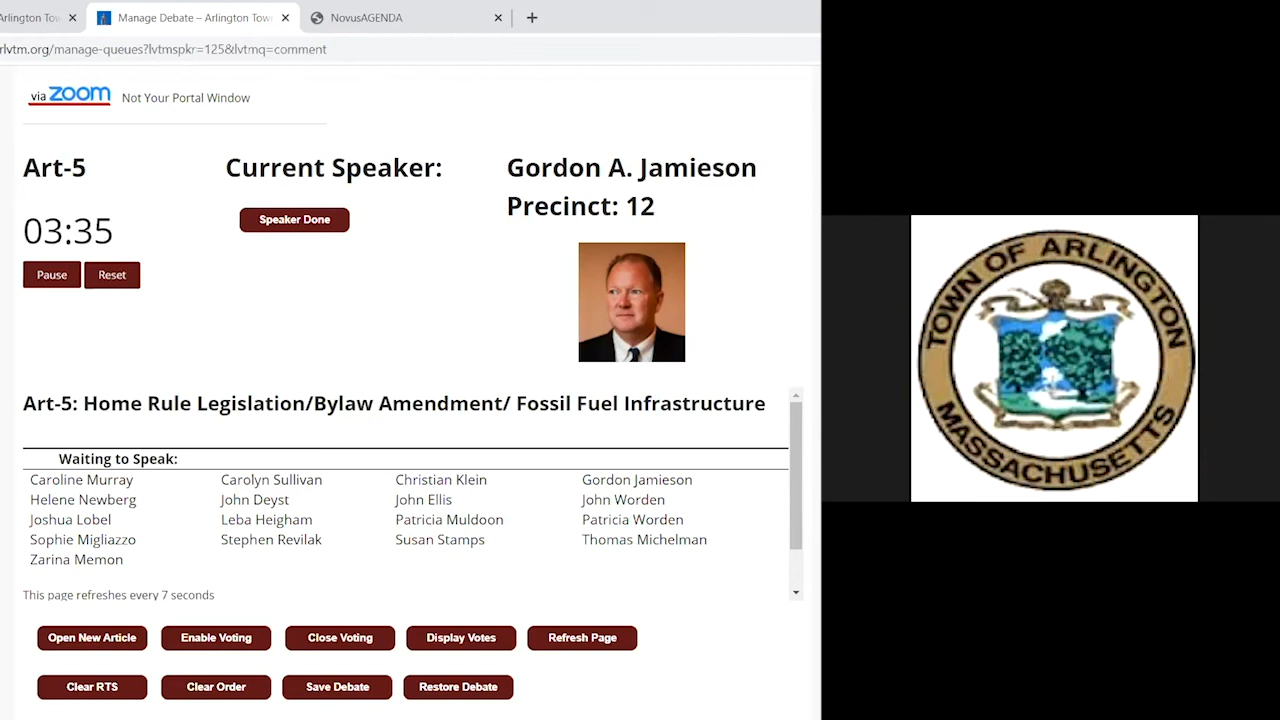 Arlington Tow
Manage Debate – Arlington Tow
NovusAGENDA
rlvtm.org/manage-queues?lvtmspkr=125&lvtmq=comment
via zoom
Not Your Portal Window
Art-5
Current Speaker:
Gordon A. Jamieson
Precinct: 12
03:35
Speaker Done
Pause
Reset
Art-5: Home Rule Legislation/Bylaw Amendment/ Fossil Fuel Infrastructure
Waiting to Speak:
Caroline Murray Carolyn Sullivan Christian Klein Gordon Jamieson
Helene Newberg John Deyst John Ellis John Worden
Joshua Lobel Leba Heigham Patricia Muldoon Patricia Worden
Sophie Migliazzo Stephen Revilak Susan Stamps Thomas Michelman
Zarina Memon
This page refreshes every 7 seconds
Open New Article Enable Voting Close Voting Display Votes Refresh Page
Clear RTS Clear Order Save Debate Restore Debate
TOWN OF ARLINGTON
MASSACHUSETTS